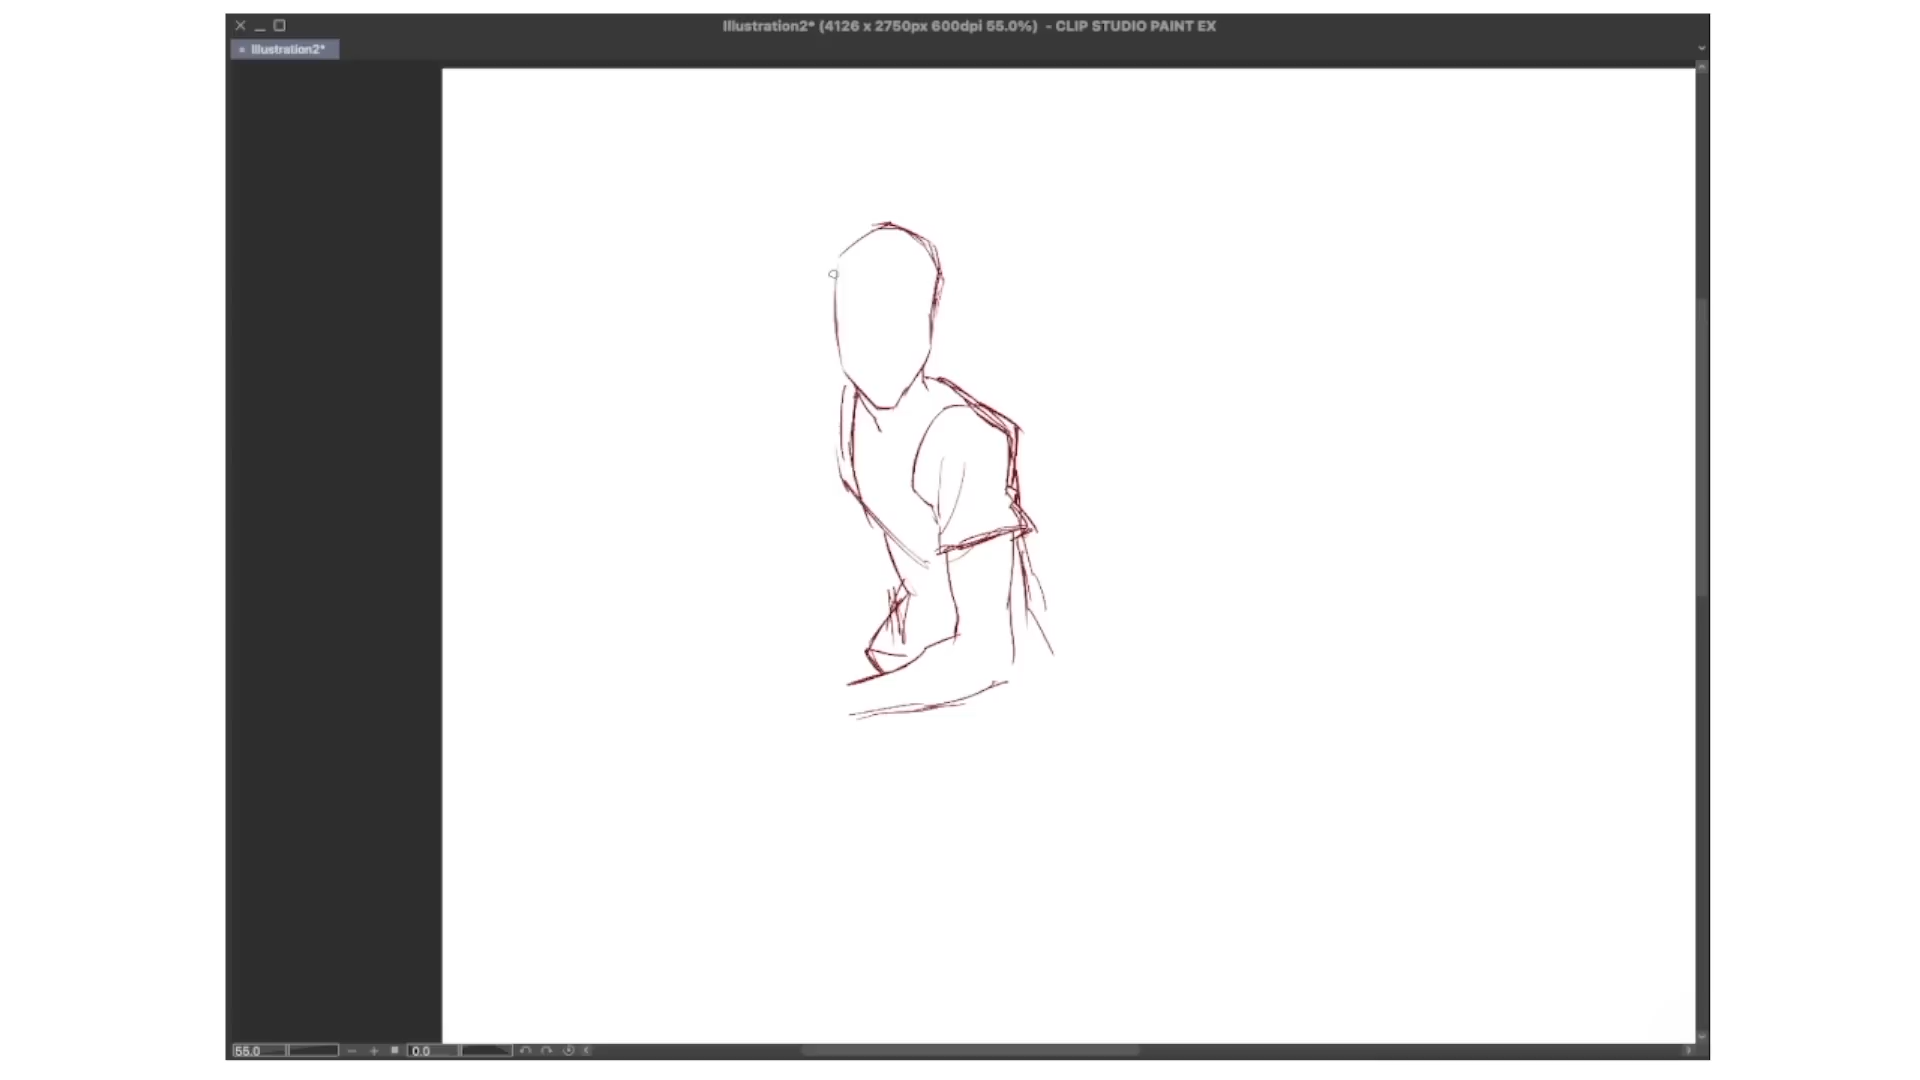 Illustration2* (4126 x 2750px 600dpi 55.0%) - CLIP STUDIO PAINT EX
Illustration2*
55.0
0.0